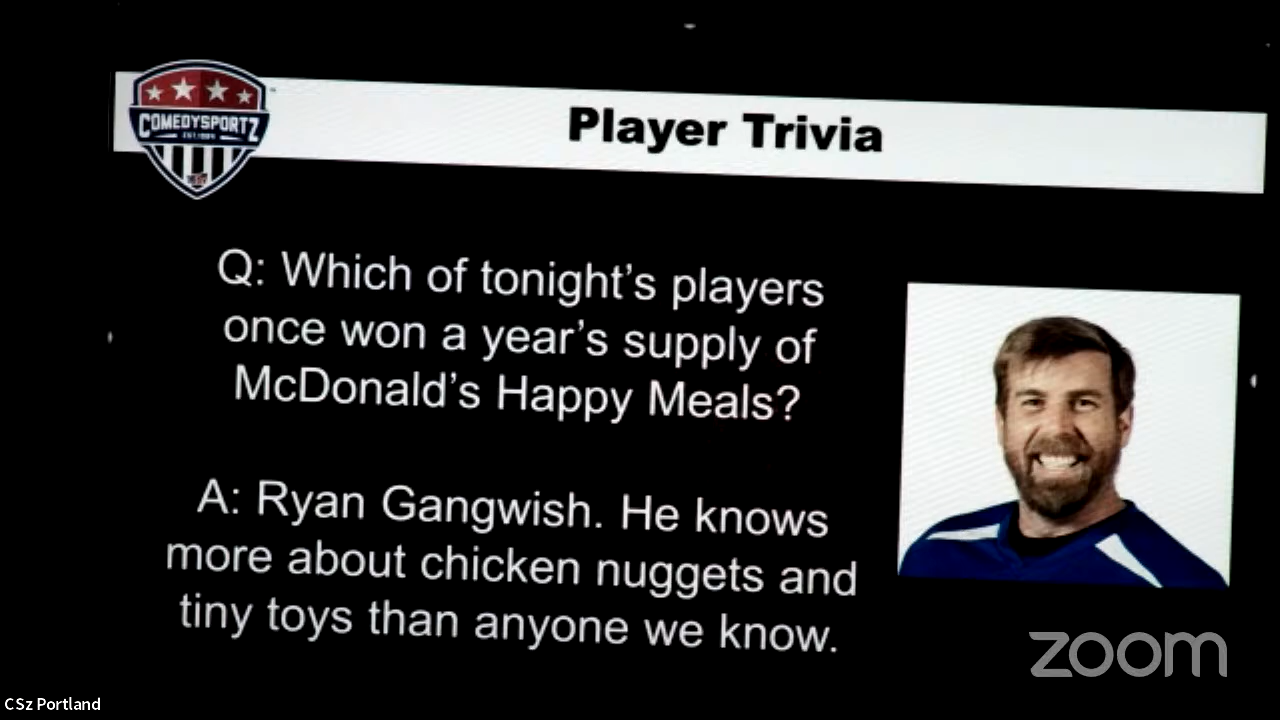 COMEDYSPORTZ
Player Trivia
Q: Which of tonight's players
once won a year's supply of
McDonald's Happy Meals?
A: Ryan Gangwish. He knows
more about chicken nuggets and
tiny toys than anyone we know.
zoom
CSz Portland